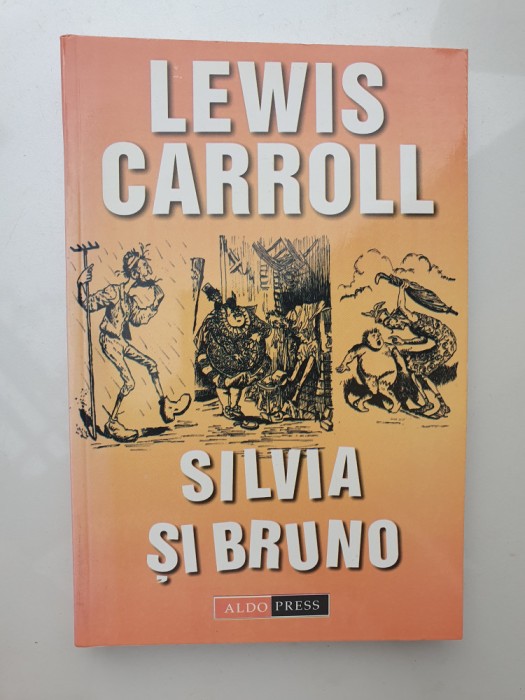 LEWIS
CARROLL
SILVIA
ȘI BRUNO
ALDO PRESS